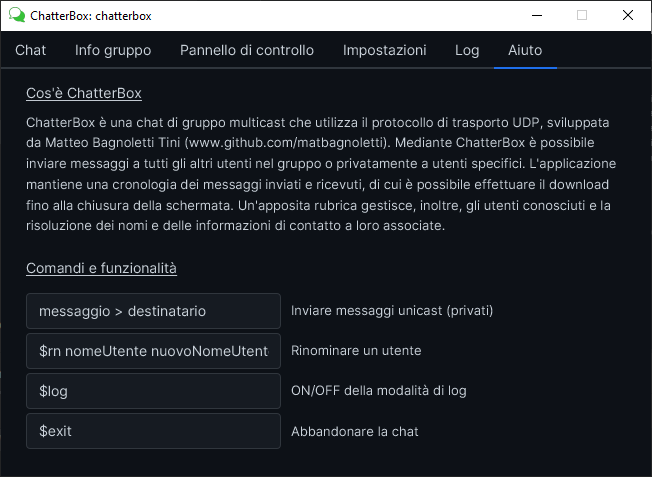 ChatterBox: chatterbox
Chat Info gruppo Pannello di controllo Impostazioni Log Aiuto
Cos'è ChatterBox
ChatterBox è una chat di gruppo multicast che utilizza il protocollo di trasporto UDP, sviluppata
da Matteo Bagnoletti Tini (www.github.com/matbagnoletti). Mediante ChatterBox è possibile
inviare messaggi a tutti gli altri utenti nel gruppo o privatamente a utenti specifici. L'applicazione
mantiene una cronologia dei messaggi inviati e ricevuti, di cui è possibile effettuare il download
fino alla chiusura della schermata. Un'apposita rubrica gestisce, inoltre, gli utenti conosciuti e la
risoluzione dei nomi e delle informazioni di contatto a loro associate.
Comandi e funzionalità
messaggio > destinatario Inviare messaggi unicast (privati)
$rn nomeUtente nuovoNomeUtent Rinominare un utente
$log ON/OFF della modalità di log
$exit Abbandonare la chat